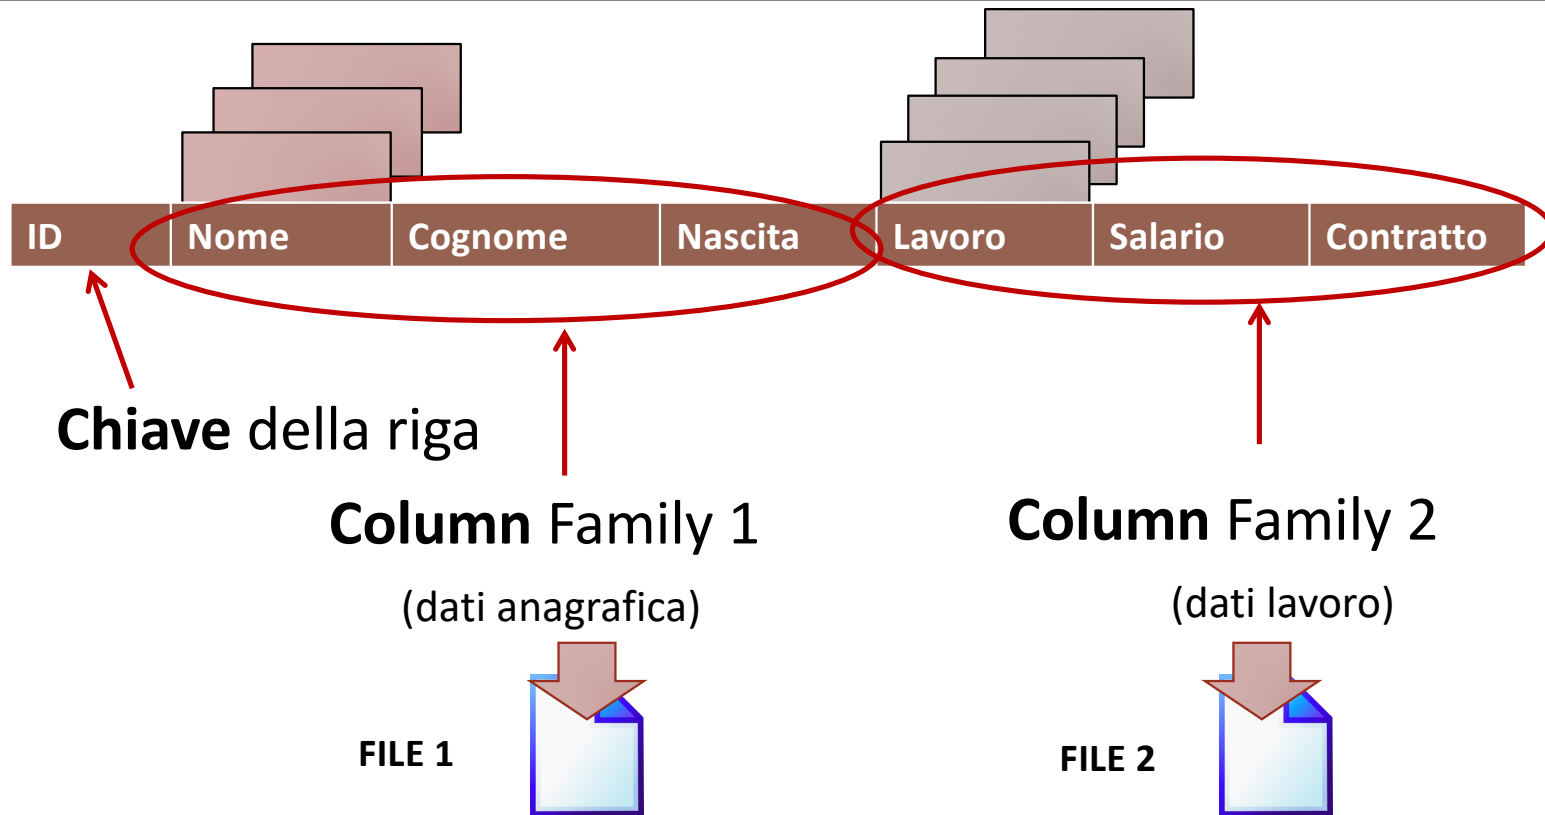 ID Nome Cognome Nascita Lavoro Salario Contratto
Chiave della riga
Column Family 1
(dati anagrafica)
FILE 1
Column Family 2
(dati lavoro)
FILE 2